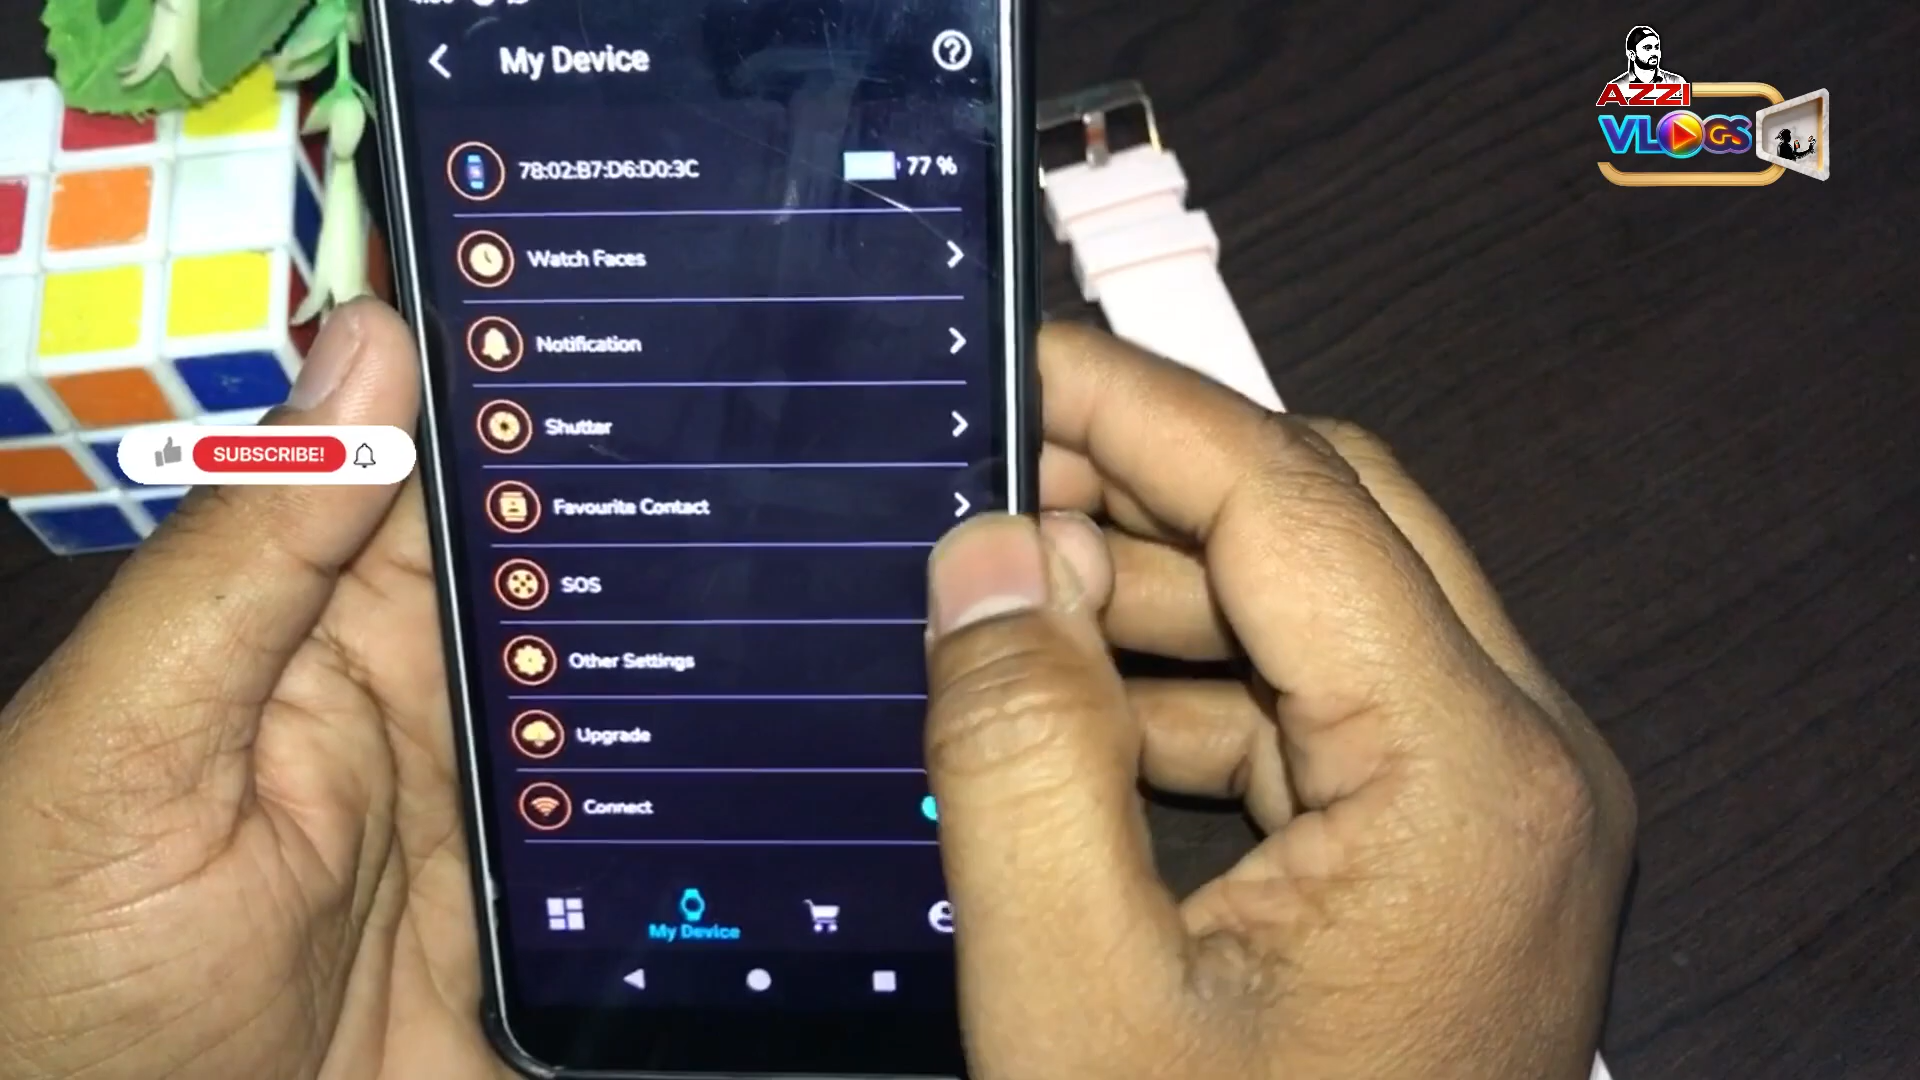 My Device
78:02:B7:D6:D0:3C
77 %
Watch Faces
Notification
Shutter
Favourite Contact
SOS
Other Settings
Upgrade
Connect
My Device
SUBSCRIBE!
AZZI
VLOGS